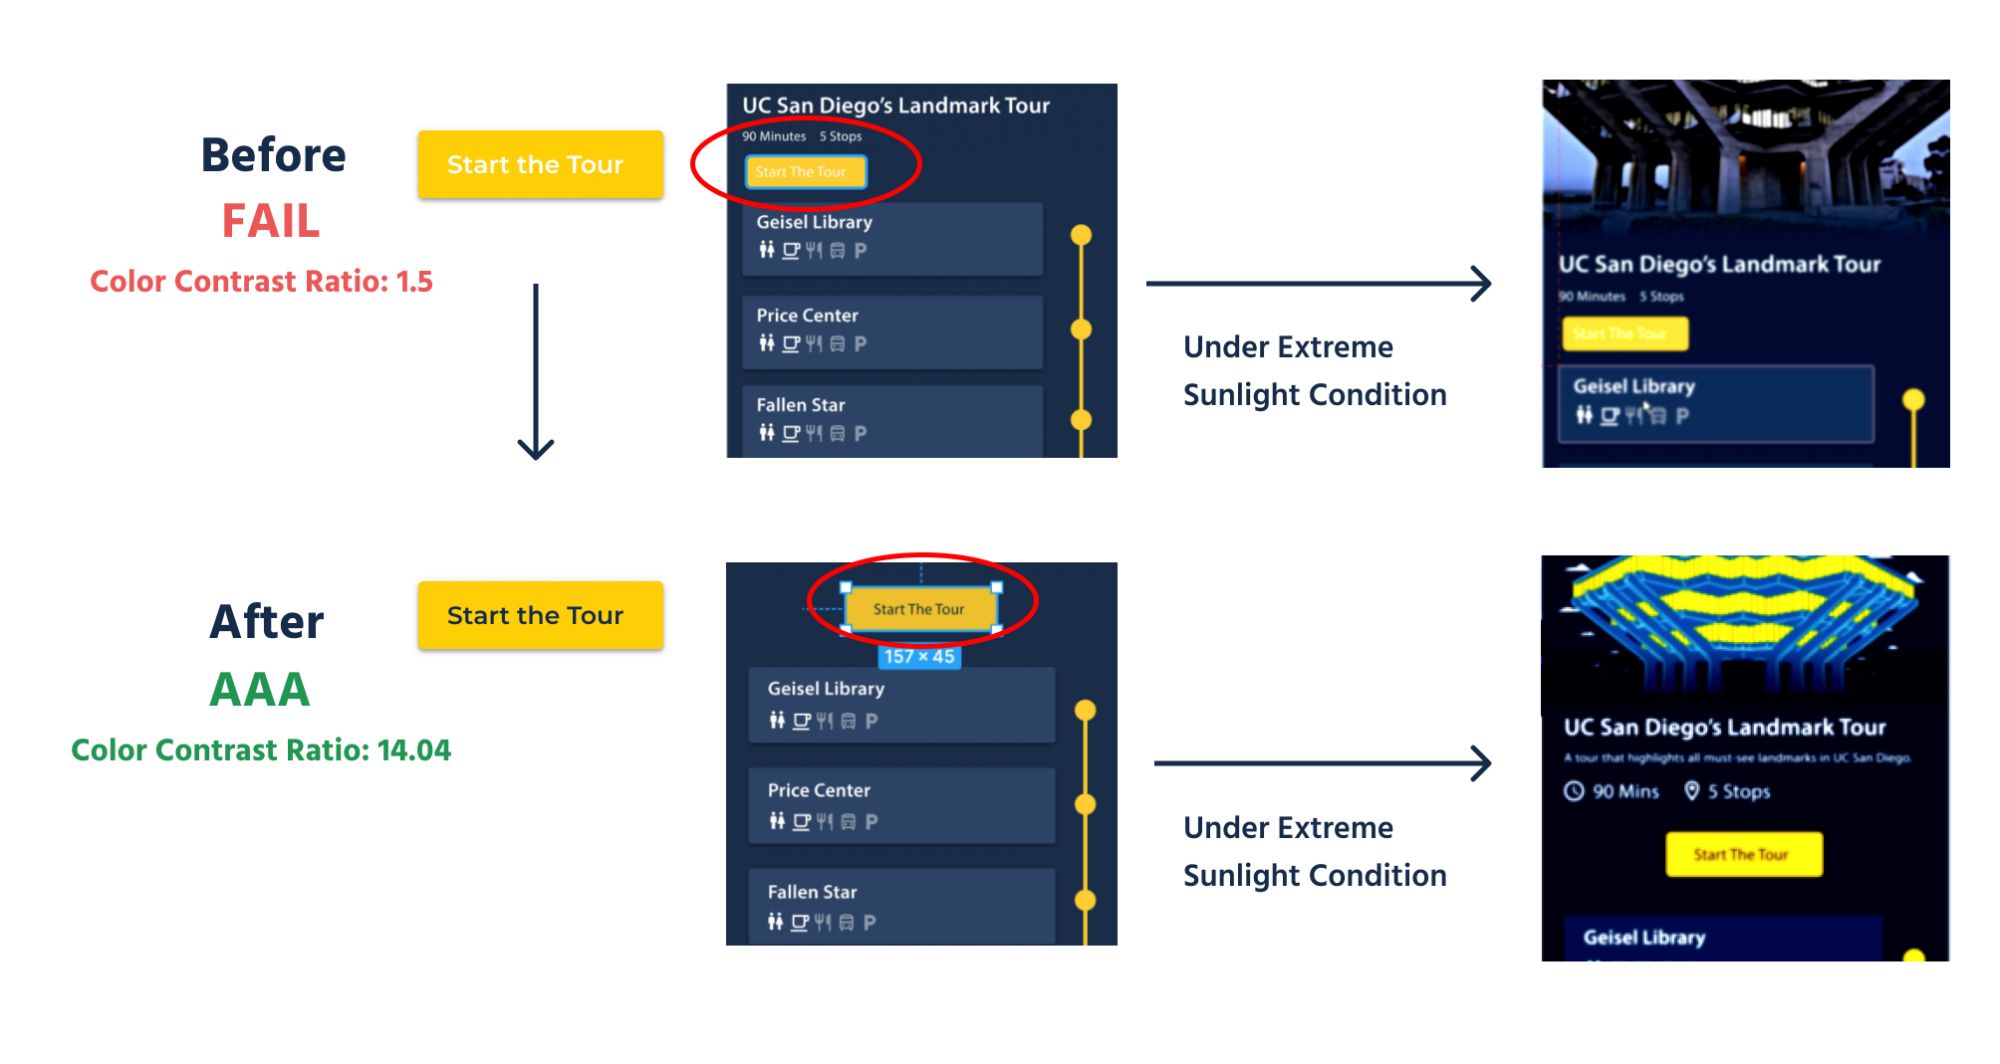 Before
FAIL
Color Contrast Ratio: 1.5
Start the Tour
UC San Diego's Landmark Tour
90 Minutes 5 Stops
Start The Tour
Geisel Library
P
Price Center
P
Fallen Star
P
Under Extreme
Sunlight Condition
UC San Diego's Landmark Tour
90 Minutes 5 Stops
Start The Tour
Geisel Library
P
After
AAA
Color Contrast Ratio: 14.04
Start the Tour
Start The Tour
157 × 45
Geisel Library
P
Price Center
P
Fallen Star
P
Under Extreme
Sunlight Condition
UC San Diego's Landmark Tour
A tour that highlights all must-see landmarks in UC San Diego.
90 Mins 5 Stops
Start The Tour
Geisel Library